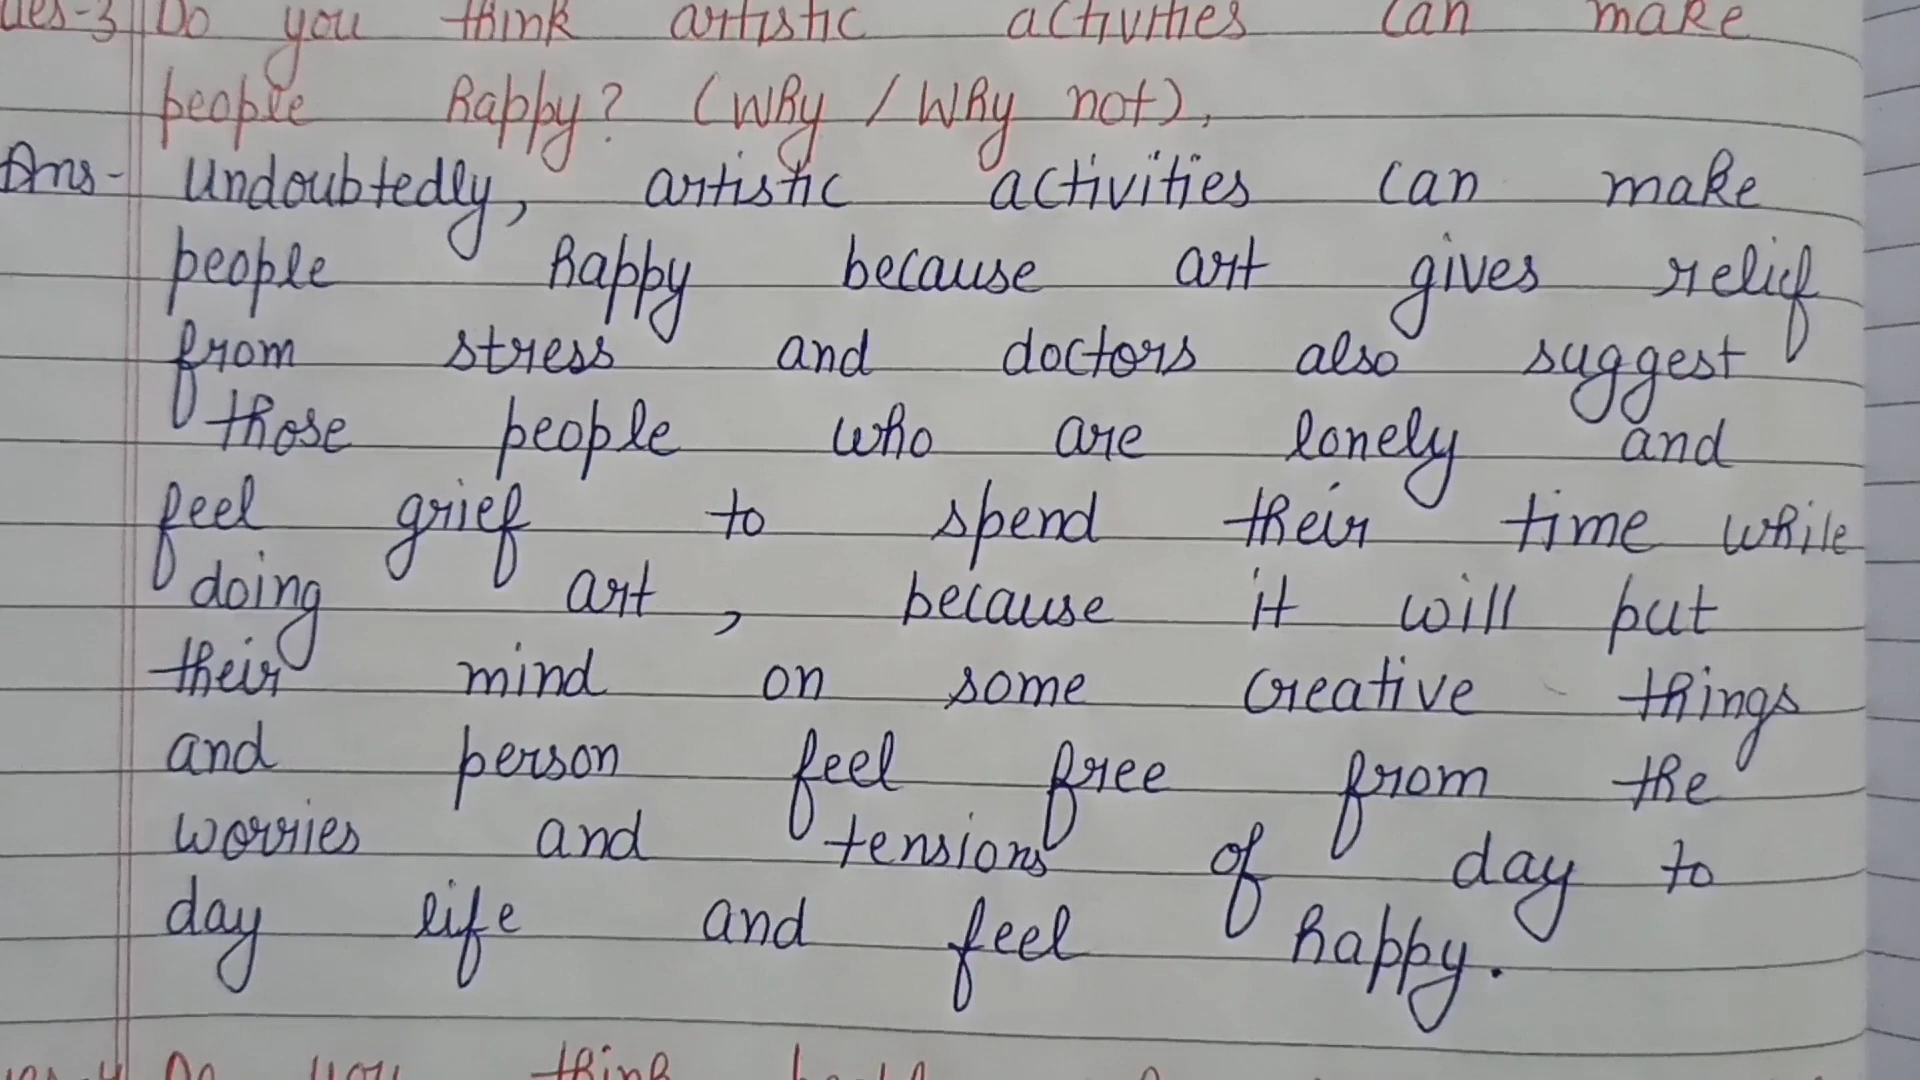 Ques-3 Do you think artistic activities can make
people happy? (Why / Why not).
Ans- Undoubtedly, artistic activities can make
people happy because art gives relief
from stress and doctors also suggest
those people who are lonely and
feel grief to spend their time while
doing art, because it will put
their mind on some creative things
and person feel free from the
worries and tensions of day to
day life and feel happy.
Do you think